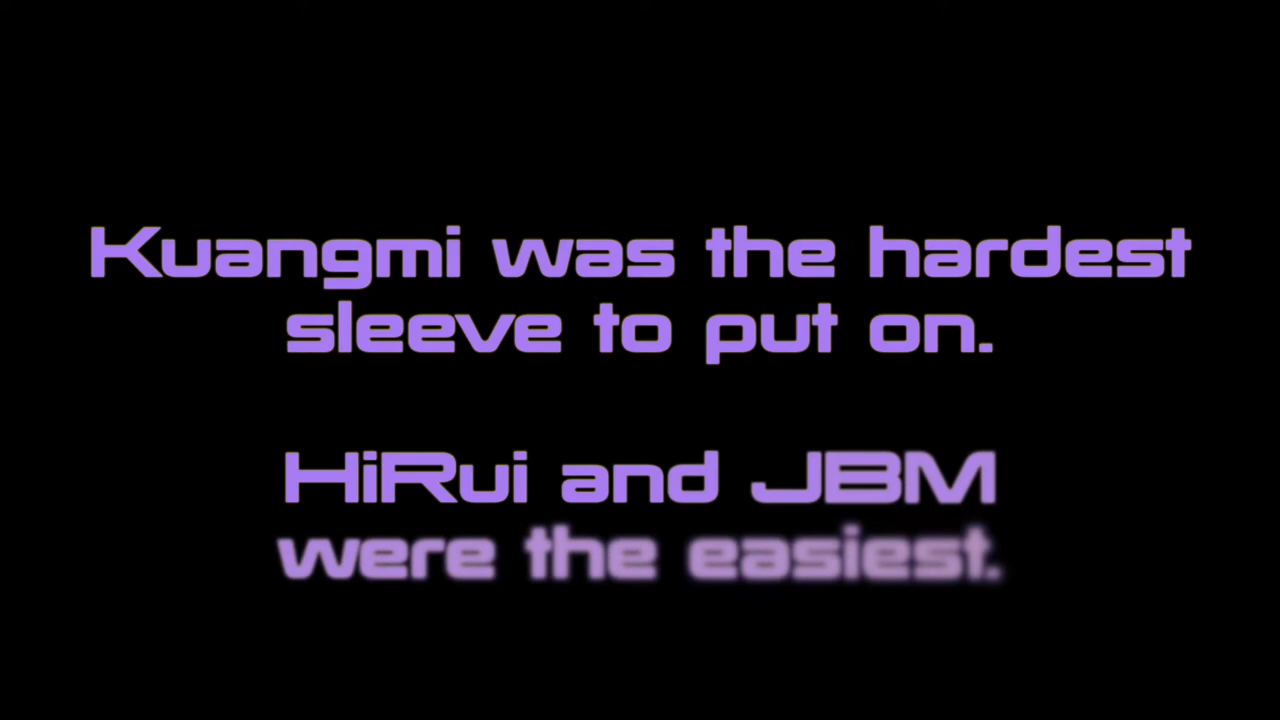 Kuangmi was the hardest
sleeve to put on.
HiRui and JBM
were the easiest.